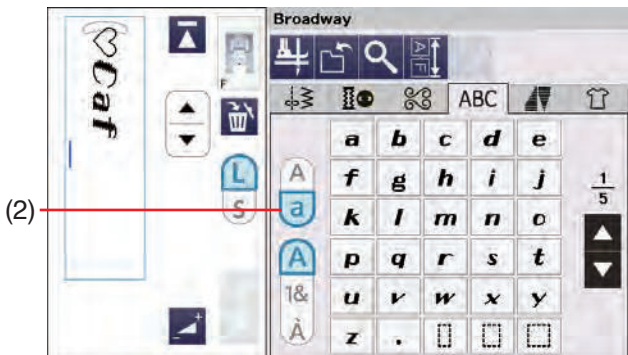 Broadway
Caf
F
A
F
ABC
L
S
(2)
A
a
A
1&
À
a b c d e
f g h i j
k l m n o
p q r s t
u v w x y
z .
1
5